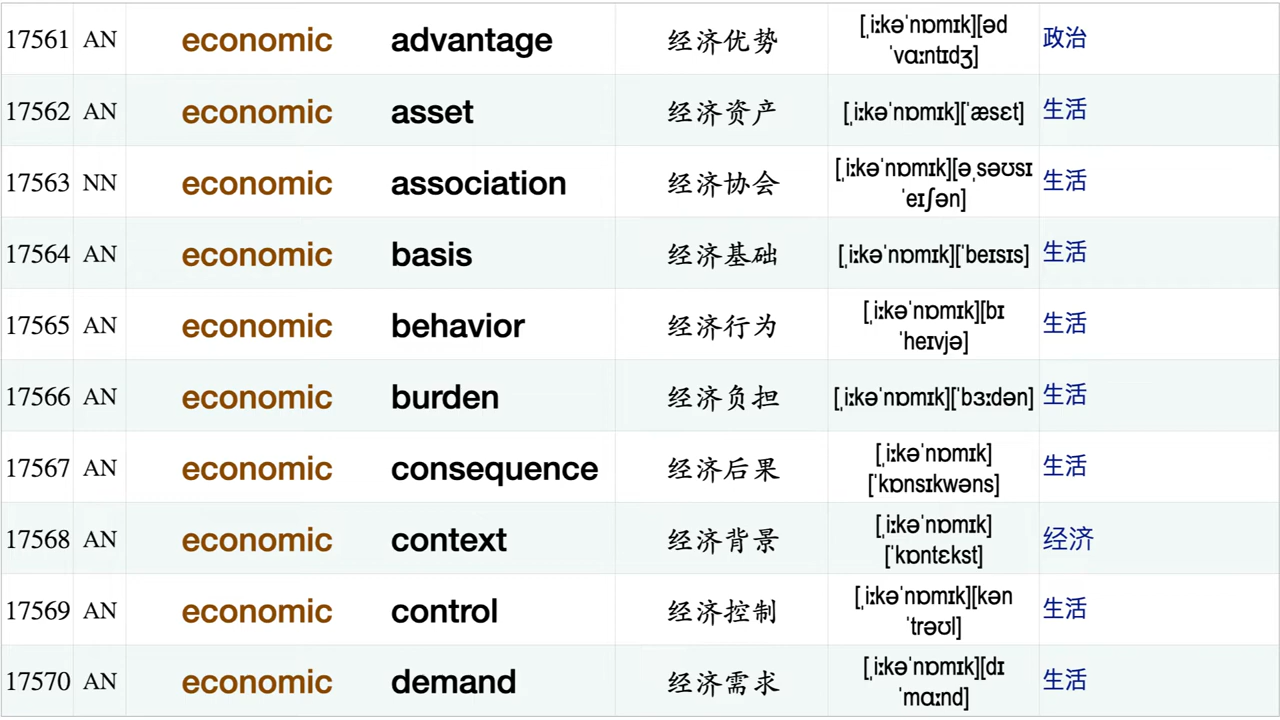 17561 AN economic advantage 经济优势 [ˌiːkəˈnɒmɪk][əd ˈvɑːntɪdʒ] 政治
17562 AN economic asset 经济资产 [ˌiːkəˈnɒmɪk][ˈæsɛt] 生活
17563 NN economic association 经济协会 [ˌiːkəˈnɒmɪk][əˌsəʊsɪ ˈeɪʃən] 生活
17564 AN economic basis 经济基础 [ˌiːkəˈnɒmɪk][ˈbeɪsɪs] 生活
17565 AN economic behavior 经济行为 [ˌiːkəˈnɒmɪk][bɪ ˈheɪvjə] 生活
17566 AN economic burden 经济负担 [ˌiːkəˈnɒmɪk][ˈbɜːdən] 生活
17567 AN economic consequence 经济后果 [ˌiːkəˈnɒmɪk] [ˈkɒnsɪkwəns] 生活
17568 AN economic context 经济背景 [ˌiːkəˈnɒmɪk] [ˈkɒntɛkst] 经济
17569 AN economic control 经济控制 [ˌiːkəˈnɒmɪk][kən ˈtrəʊl] 生活
17570 AN economic demand 经济需求 [ˌiːkəˈnɒmɪk][dɪ ˈmɑːnd] 生活